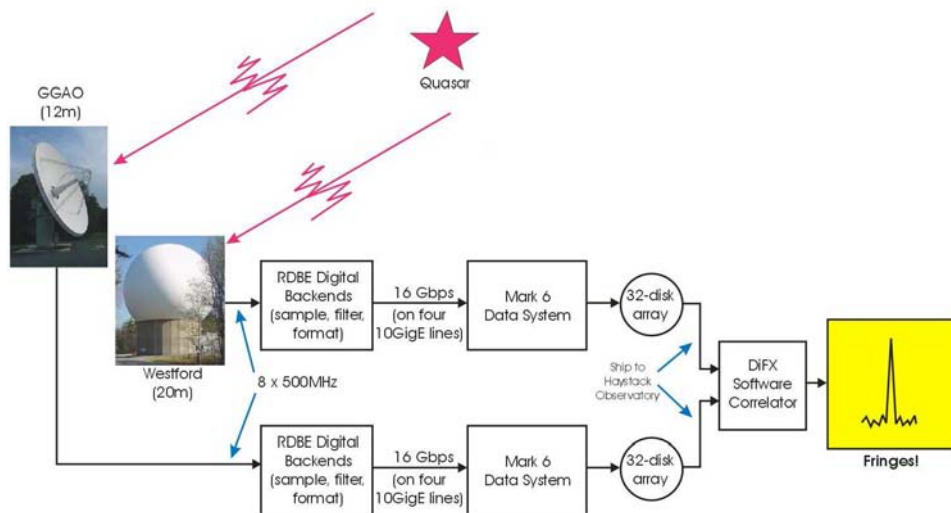 Quasar
GGAO
(12m)
Westford
(20m)
RDBE Digital
Backends
(sample, filter,
format)
16 Gbps
(on four
10GigE lines)
Mark 6
Data System
32-disk
array
8 x 500MHz
Ship to
Haystack
Observatory
DiFX
Software
Correlator
Fringes!
RDBE Digital
Backends
(sample, filter,
format)
16 Gbps
(on four
10GigE lines)
Mark 6
Data System
32-disk
array